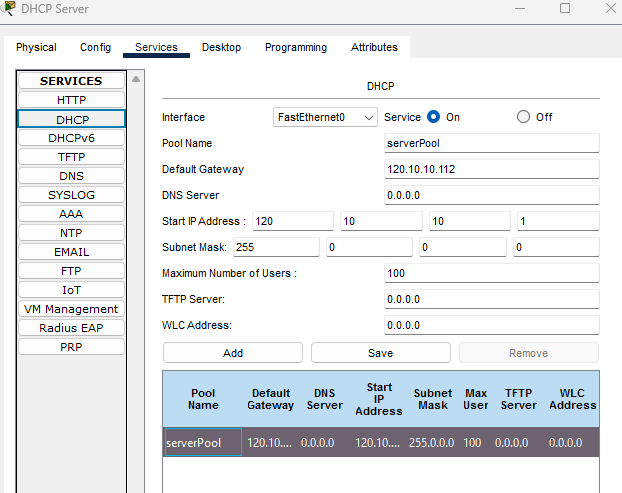 DHCP Server
Physical Config Services Desktop Programming Attributes
SERVICES
HTTP
DHCP
DHCPv6
TFTP
DNS
SYSLOG
AAA
NTP
EMAIL
FTP
IoT
VM Management
Radius EAP
PRP
DHCP
Interface FastEthernet0 Service On Off
Pool Name serverPool
Default Gateway 120.10.10.112
DNS Server 0.0.0.0
Start IP Address : 120 10 10 1
Subnet Mask: 255 0 0 0
Maximum Number of Users : 100
TFTP Server: 0.0.0.0
WLC Address: 0.0.0.0
Add Save Remove
Pool Name Default Gateway DNS Server Start IP Address Subnet Mask Max User TFTP Server WLC Address
serverPool 120.10.... 0.0.0.0 120.10.... 255.0.0.0 100 0.0.0.0 0.0.0.0